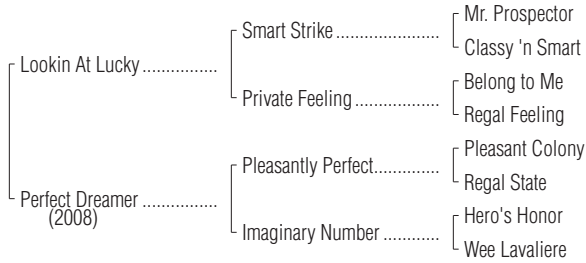 Mr. Prospector
Smart Strike ....................
Classy 'n Smart
Lookin At Lucky ...............
Belong to Me
Private Feeling ................
Regal Feeling
Pleasant Colony
Pleasantly Perfect............
Regal State
Perfect Dreamer ...............
(2008)
Hero's Honor
Imaginary Number ...........
Wee Lavaliere